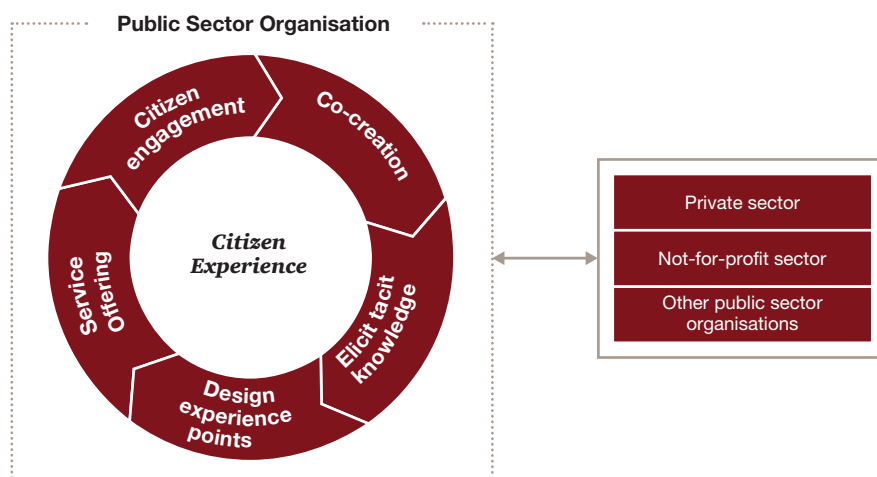 Public Sector Organisation
Citizen
engagement
Co-creation
Elicit tacit
knowledge
Design
experience
points
Service
Offering
Citizen
Experience
Private sector
Not-for-profit sector
Other public sector
organisations